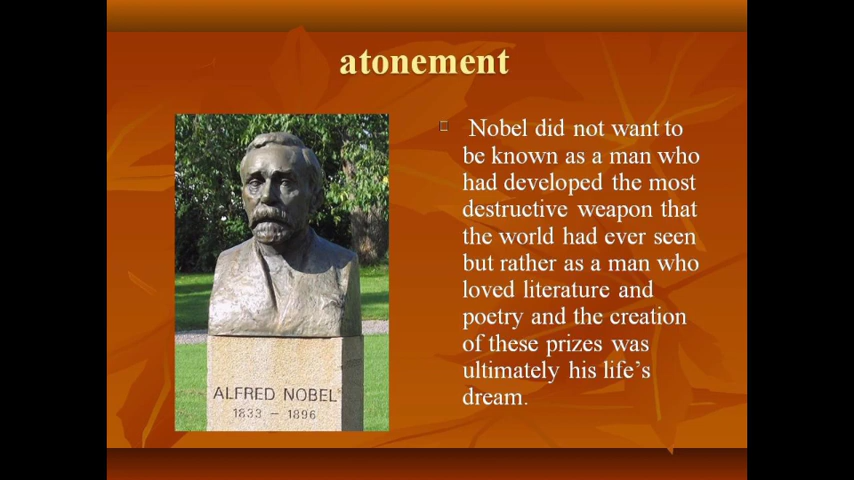 atonement
Nobel did not want to
be known as a man who
had developed the most
destructive weapon that
the world had ever seen
but rather as a man who
loved literature and
poetry and the creation
of these prizes was
ultimately his life’s
dream.
ALFRED NOBEL
1833 – 1896